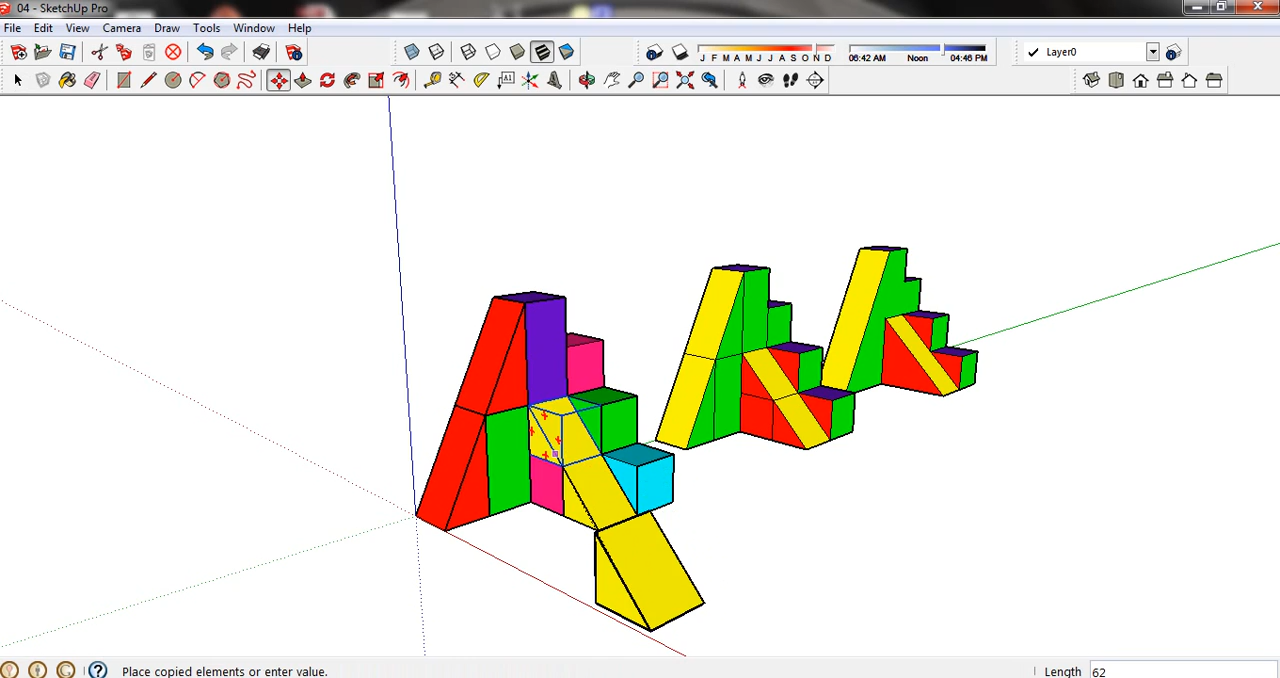 04 - SketchUp Pro
File Edit View Camera Draw Tools Window Help
J F M A M J J A S O N D
06:42 AM Noon 04:46 PM
Layer0
A1
Place copied elements or enter value.
Length 62